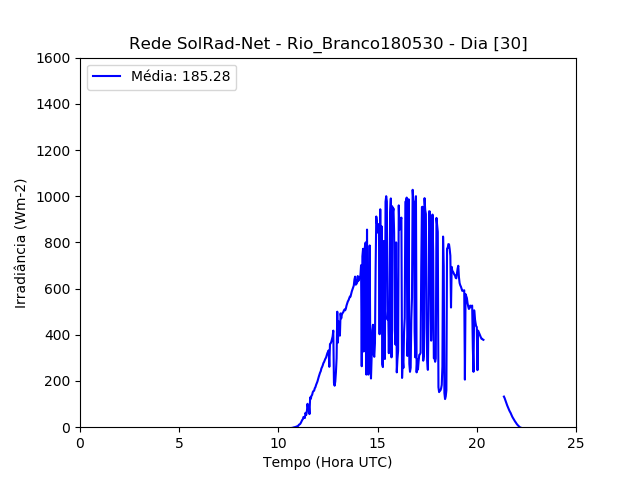 Rede SolRad-Net - Rio_Branco180530 - Dia [30]
Média: 185.28
1600
1400
1200
1000
800
600
400
200
0
Irradiância (Wm-2)
0 5 10 15 20 25
Tempo (Hora UTC)